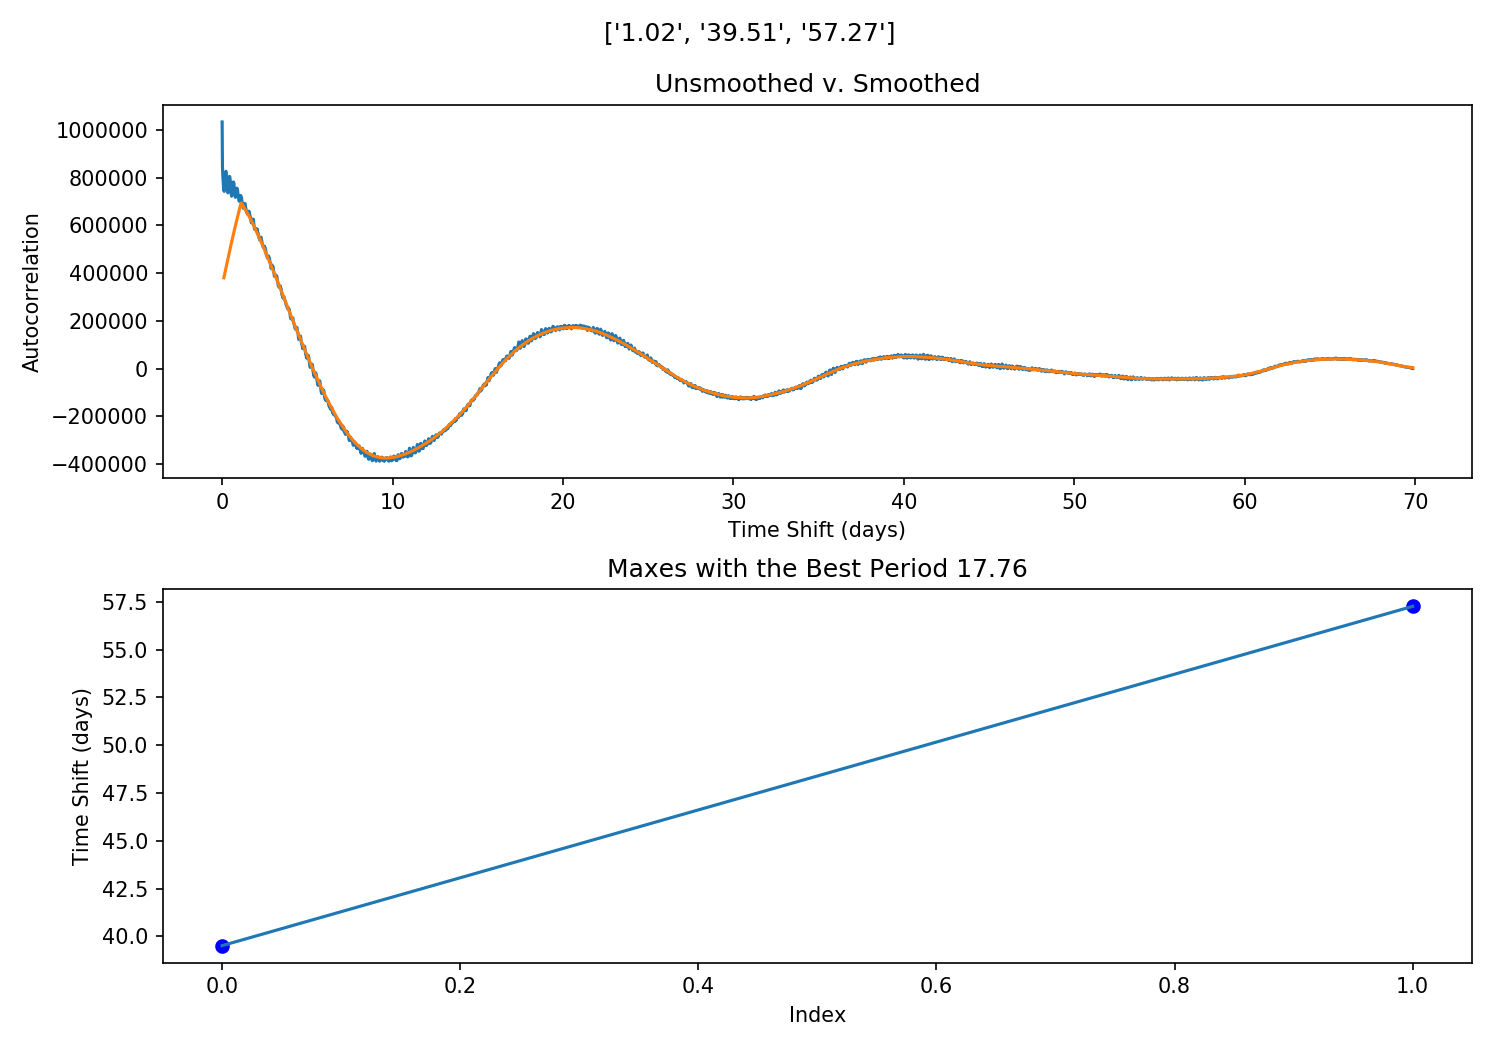 ['1.02', '39.51', '57.27']
Unsmoothed v. Smoothed
1000000
800000
600000
400000
200000
0
−200000
−400000
Autocorrelation
0 10 20 30 40 50 60 70
Time Shift (days)
Maxes with the Best Period 17.76
57.5
55.0
52.5
50.0
47.5
45.0
42.5
40.0
Time Shift (days)
0.0 0.2 0.4 0.6 0.8 1.0
Index